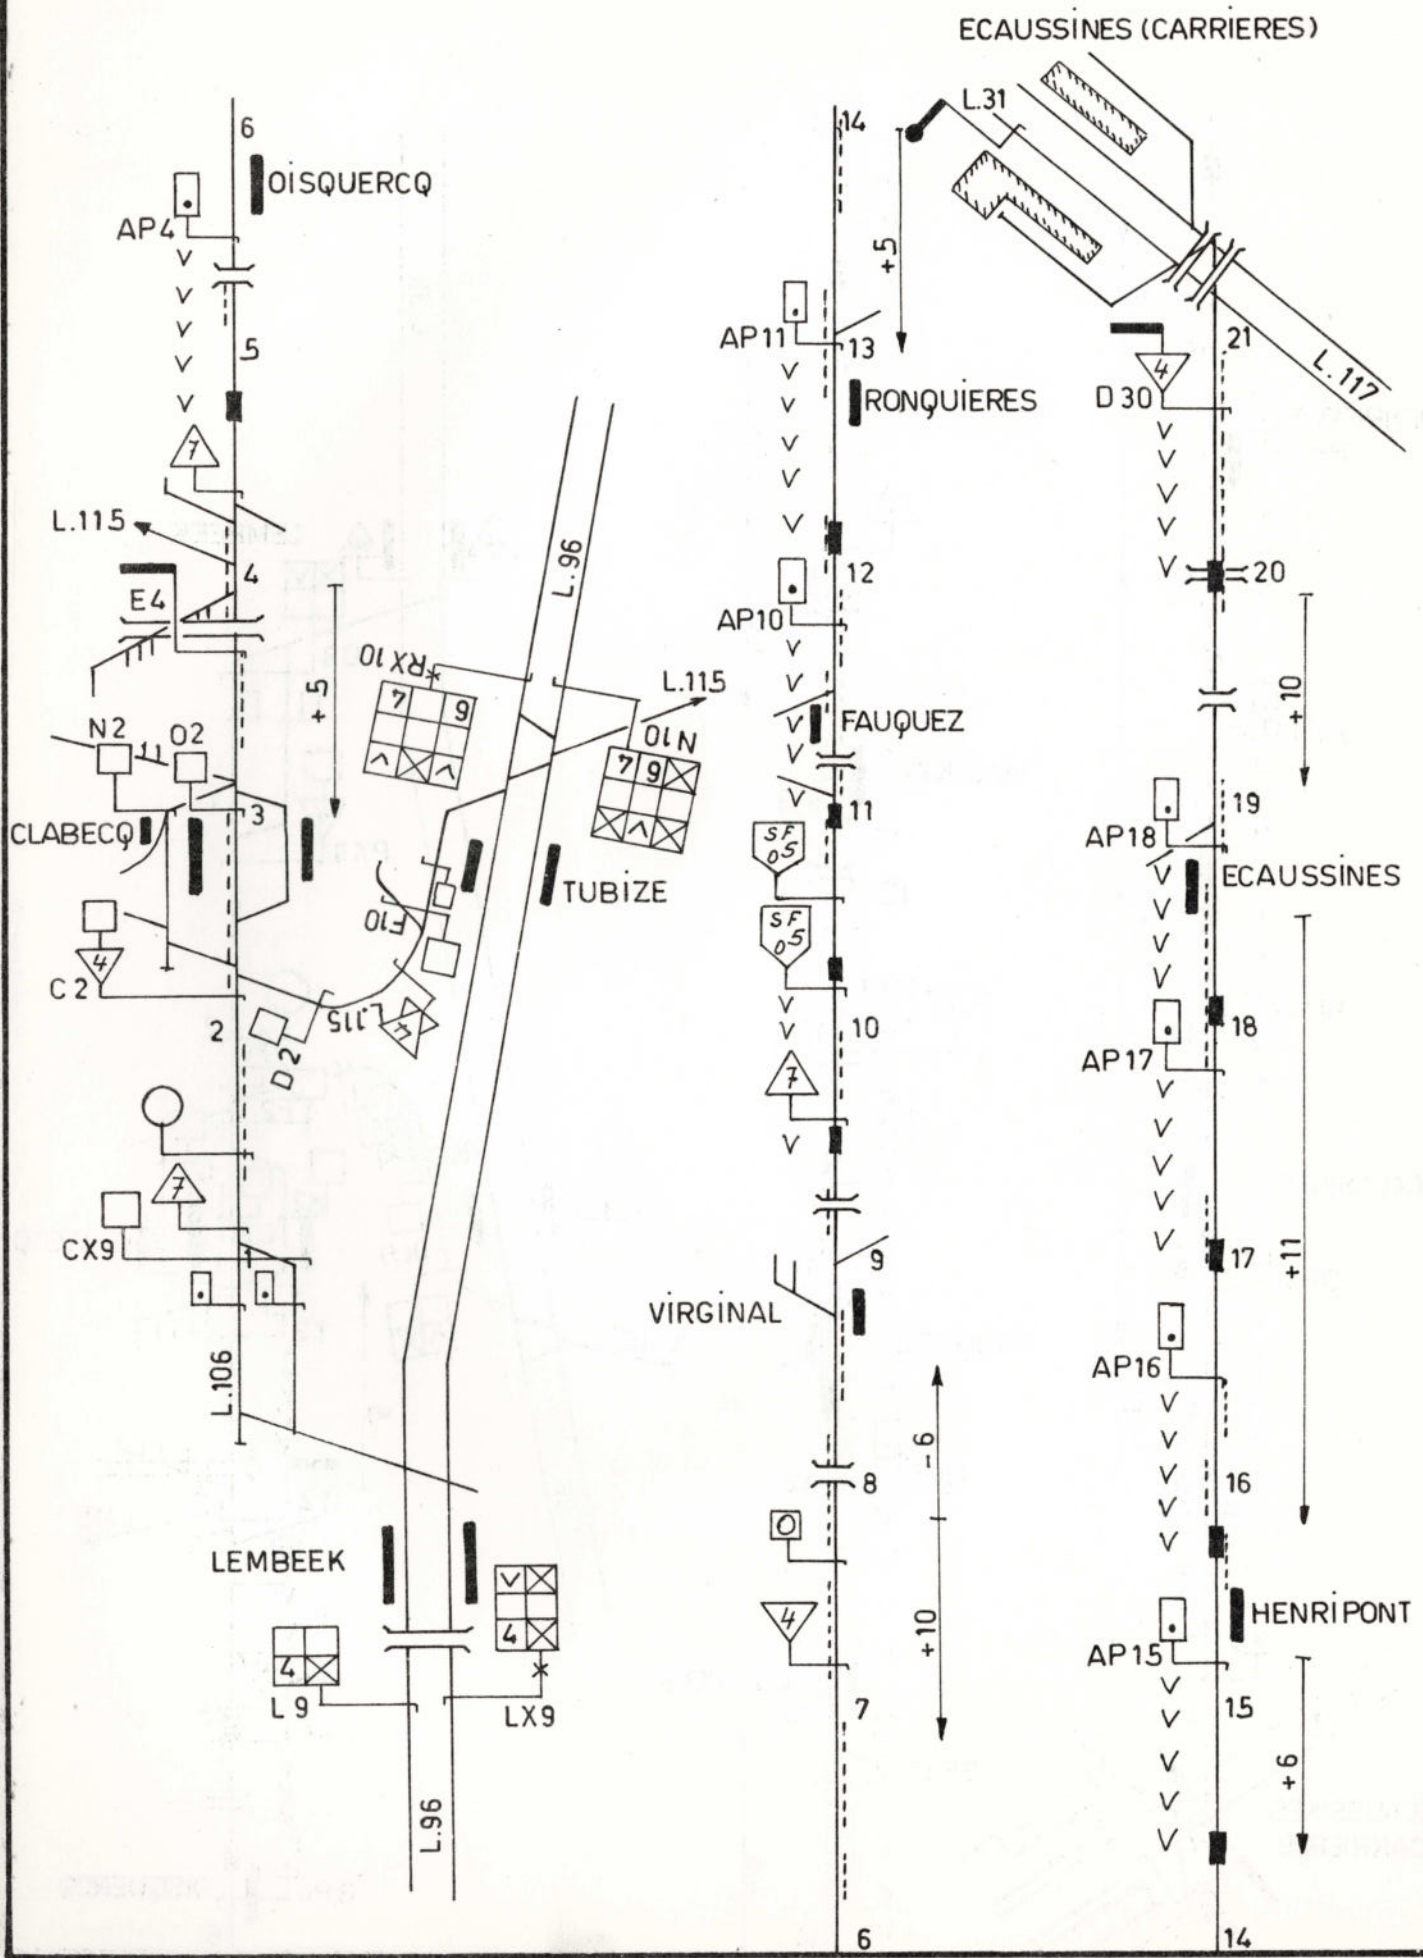 ECAUSSINES (CARRIERES)
6
OISQUERCQ
AP4
5
7
L.115
4
E4
+5
N2
O2
3
CLABECQ
4
C2
2
D2
7
CX9
1
L.106
LEMBEEK
4
L9
V
4
LX9
L.96
L.96
*RX10
4
6
V
V
L.115
N10
4
6
V
TUBIZE
F10
L.115
4
14
+5
AP11
13
RONQUIERES
12
AP10
FAUQUEZ
11
SF
05
SF
05
10
7
9
VIRGINAL
-6
8
O
4
+10
7
6
L.31
21
4
D30
L.117
20
+10
19
AP18
ECAUSSINES
18
AP17
17
+11
AP16
16
HENRIPONT
AP15
15
+6
14